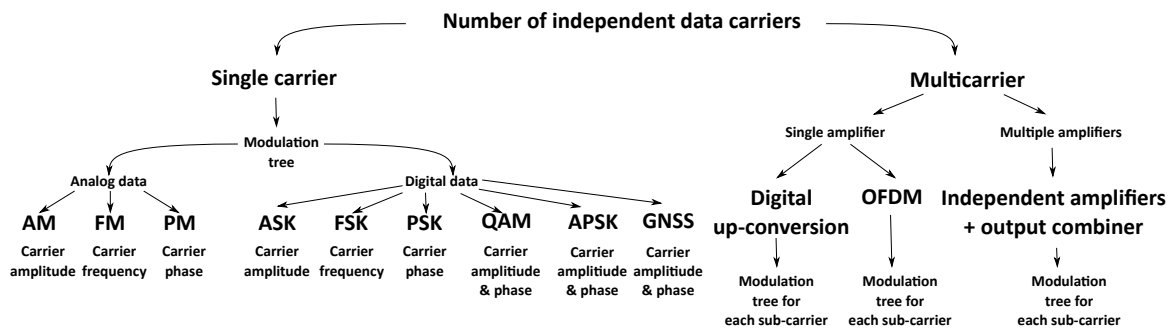 Number of independent data carriers
Single carrier
Multicarrier
Modulation
tree
Single amplifier
Multiple amplifiers
Analog data
Digital data
AM
FM
PM
ASK
FSK
PSK
QAM
APSK
GNSS
Digital
up-conversion
OFDM
Independent amplifiers
+ output combiner
Carrier
amplitude
Carrier
frequency
Carrier
phase
Carrier
amplitude
Carrier
frequency
Carrier
phase
Carrier
amplitiude
& phase
Carrier
amplitiude
& phase
Carrier
amplitiude
& phase
Modulation
tree for
each sub-carrier
Modulation
tree for
each sub-carrier
Modulation
tree for
each sub-carrier